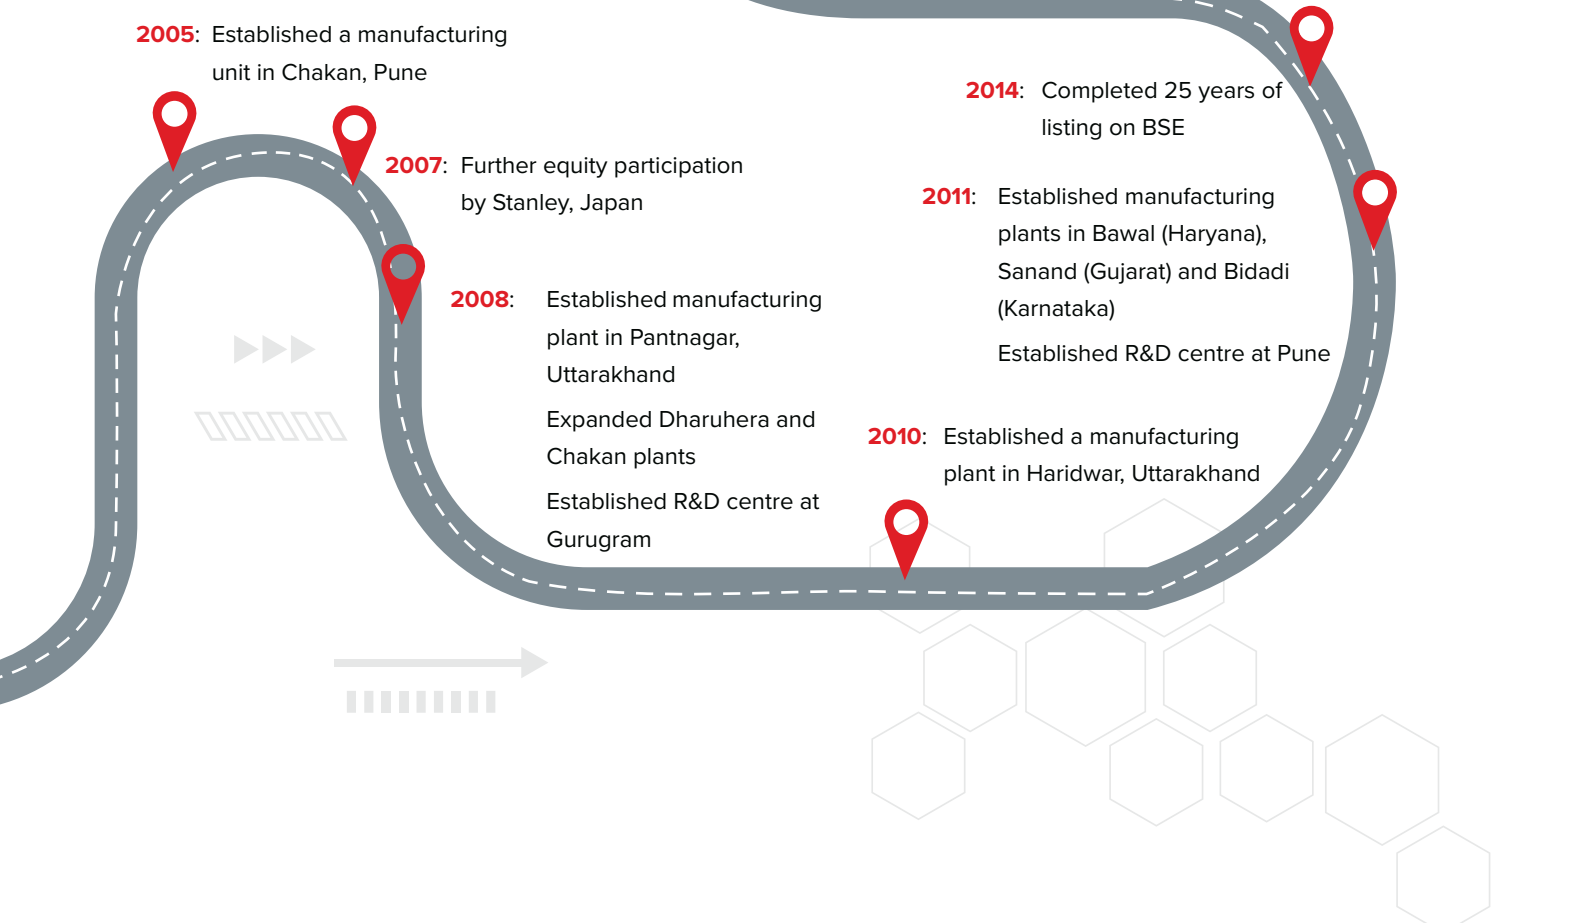 2005: Established a manufacturing
unit in Chakan, Pune
2007: Further equity participation
by Stanley, Japan
2008: Established manufacturing
plant in Pantnagar,
Uttarakhand
Expanded Dharuhera and
Chakan plants
Established R&D centre at
Gurugram
2010: Established a manufacturing
plant in Haridwar, Uttarakhand
2011: Established manufacturing
plants in Bawal (Haryana),
Sanand (Gujarat) and Bidadi
(Karnataka)
Established R&D centre at Pune
2014: Completed 25 years of
listing on BSE